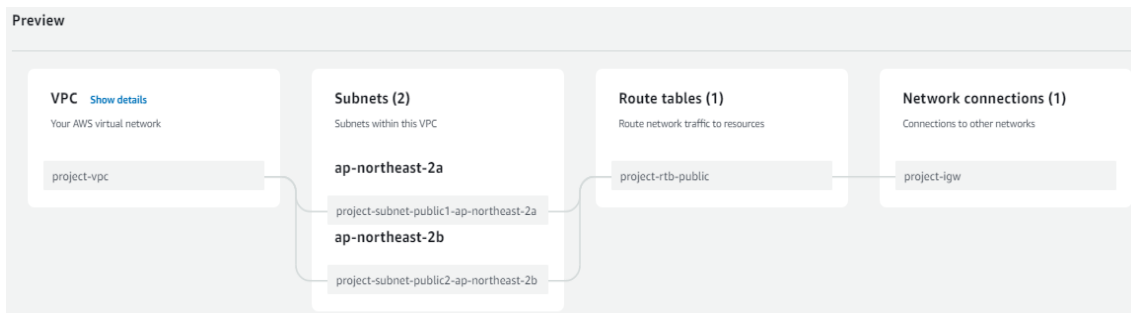 Preview
VPC Show details
Your AWS virtual network
project-vpc
Subnets (2)
Subnets within this VPC
ap-northeast-2a
project-subnet-public1-ap-northeast-2a
ap-northeast-2b
project-subnet-public2-ap-northeast-2b
Route tables (1)
Route network traffic to resources
project-rtb-public
Network connections (1)
Connections to other networks
project-igw